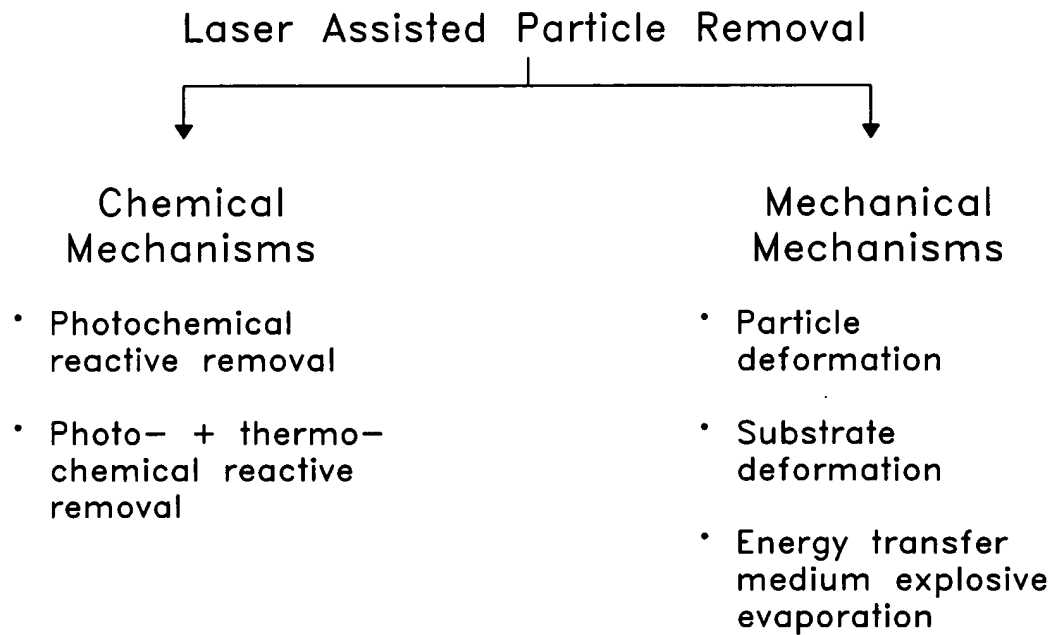 Laser Assisted Particle Removal
Chemical
Mechanisms
• Photochemical
reactive removal
• Photo- + thermo-
chemical reactive
removal
Mechanical
Mechanisms
• Particle
deformation
• Substrate
deformation
• Energy transfer
medium explosive
evaporation